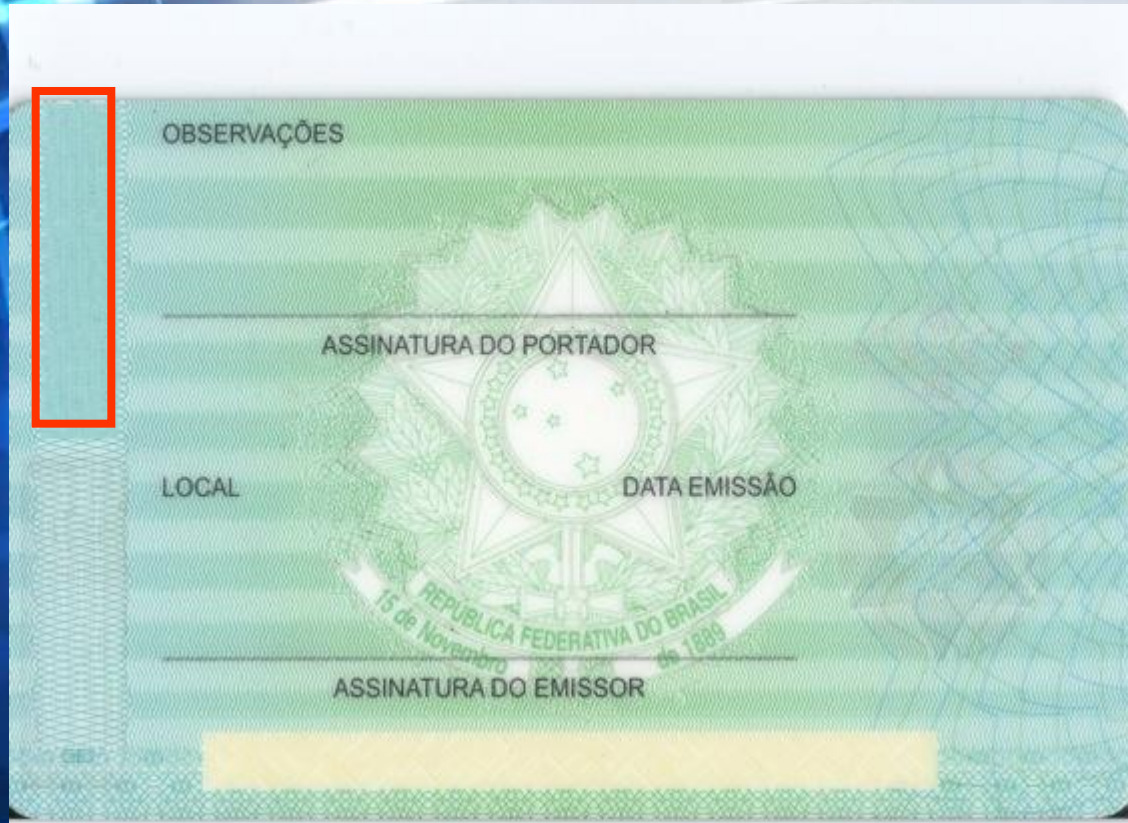 OBSERVAÇÕES
ASSINATURA DO PORTADOR
LOCAL
DATA EMISSÃO
REPÚBLICA FEDERATIVA DO BRASIL
15 de Novembro de 1889
ASSINATURA DO EMISSOR